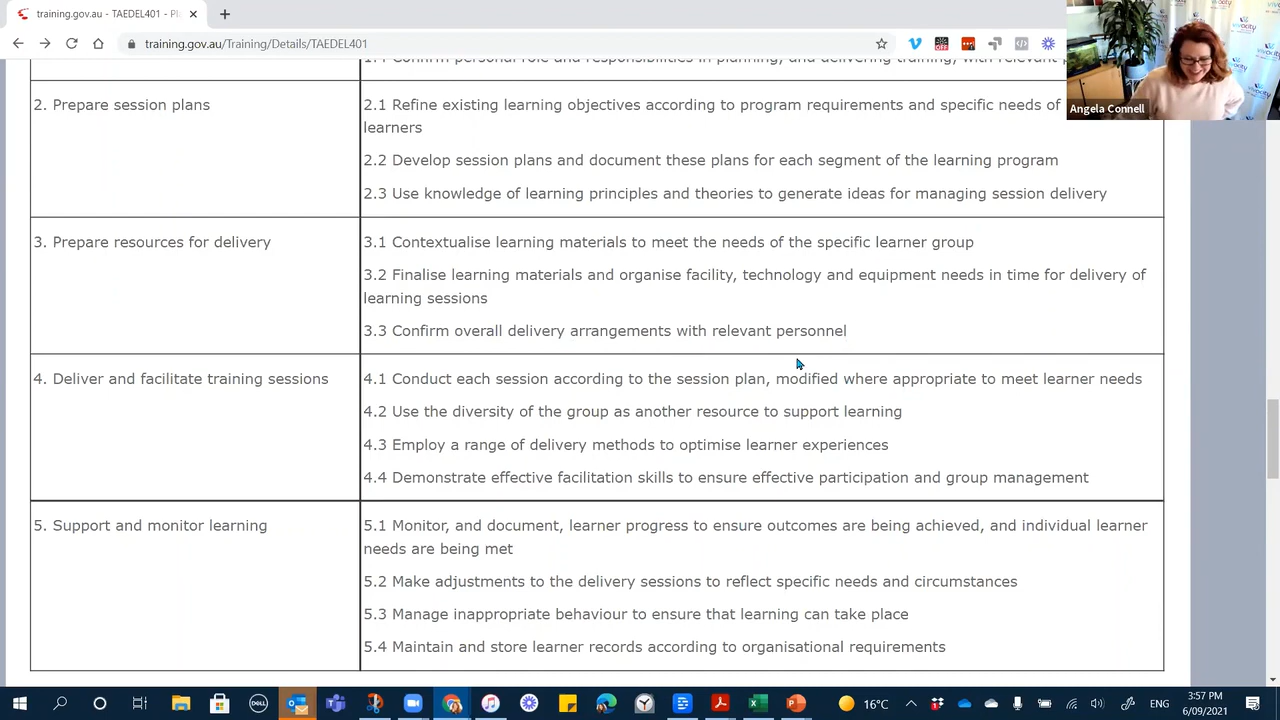 training.gov.au - TAEDEL401 - Pl
training.gov.au/Training/Details/TAEDEL401
Angela Connell
2. Prepare session plans
2.1 Refine existing learning objectives according to program requirements and specific needs of
learners
2.2 Develop session plans and document these plans for each segment of the learning program
2.3 Use knowledge of learning principles and theories to generate ideas for managing session delivery
3. Prepare resources for delivery
3.1 Contextualise learning materials to meet the needs of the specific learner group
3.2 Finalise learning materials and organise facility, technology and equipment needs in time for delivery of
learning sessions
3.3 Confirm overall delivery arrangements with relevant personnel
4. Deliver and facilitate training sessions
4.1 Conduct each session according to the session plan, modified where appropriate to meet learner needs
4.2 Use the diversity of the group as another resource to support learning
4.3 Employ a range of delivery methods to optimise learner experiences
4.4 Demonstrate effective facilitation skills to ensure effective participation and group management
5. Support and monitor learning
5.1 Monitor, and document, learner progress to ensure outcomes are being achieved, and individual learner
needs are being met
5.2 Make adjustments to the delivery sessions to reflect specific needs and circumstances
5.3 Manage inappropriate behaviour to ensure that learning can take place
5.4 Maintain and store learner records according to organisational requirements
16°C
ENG
3:57 PM
6/09/2021